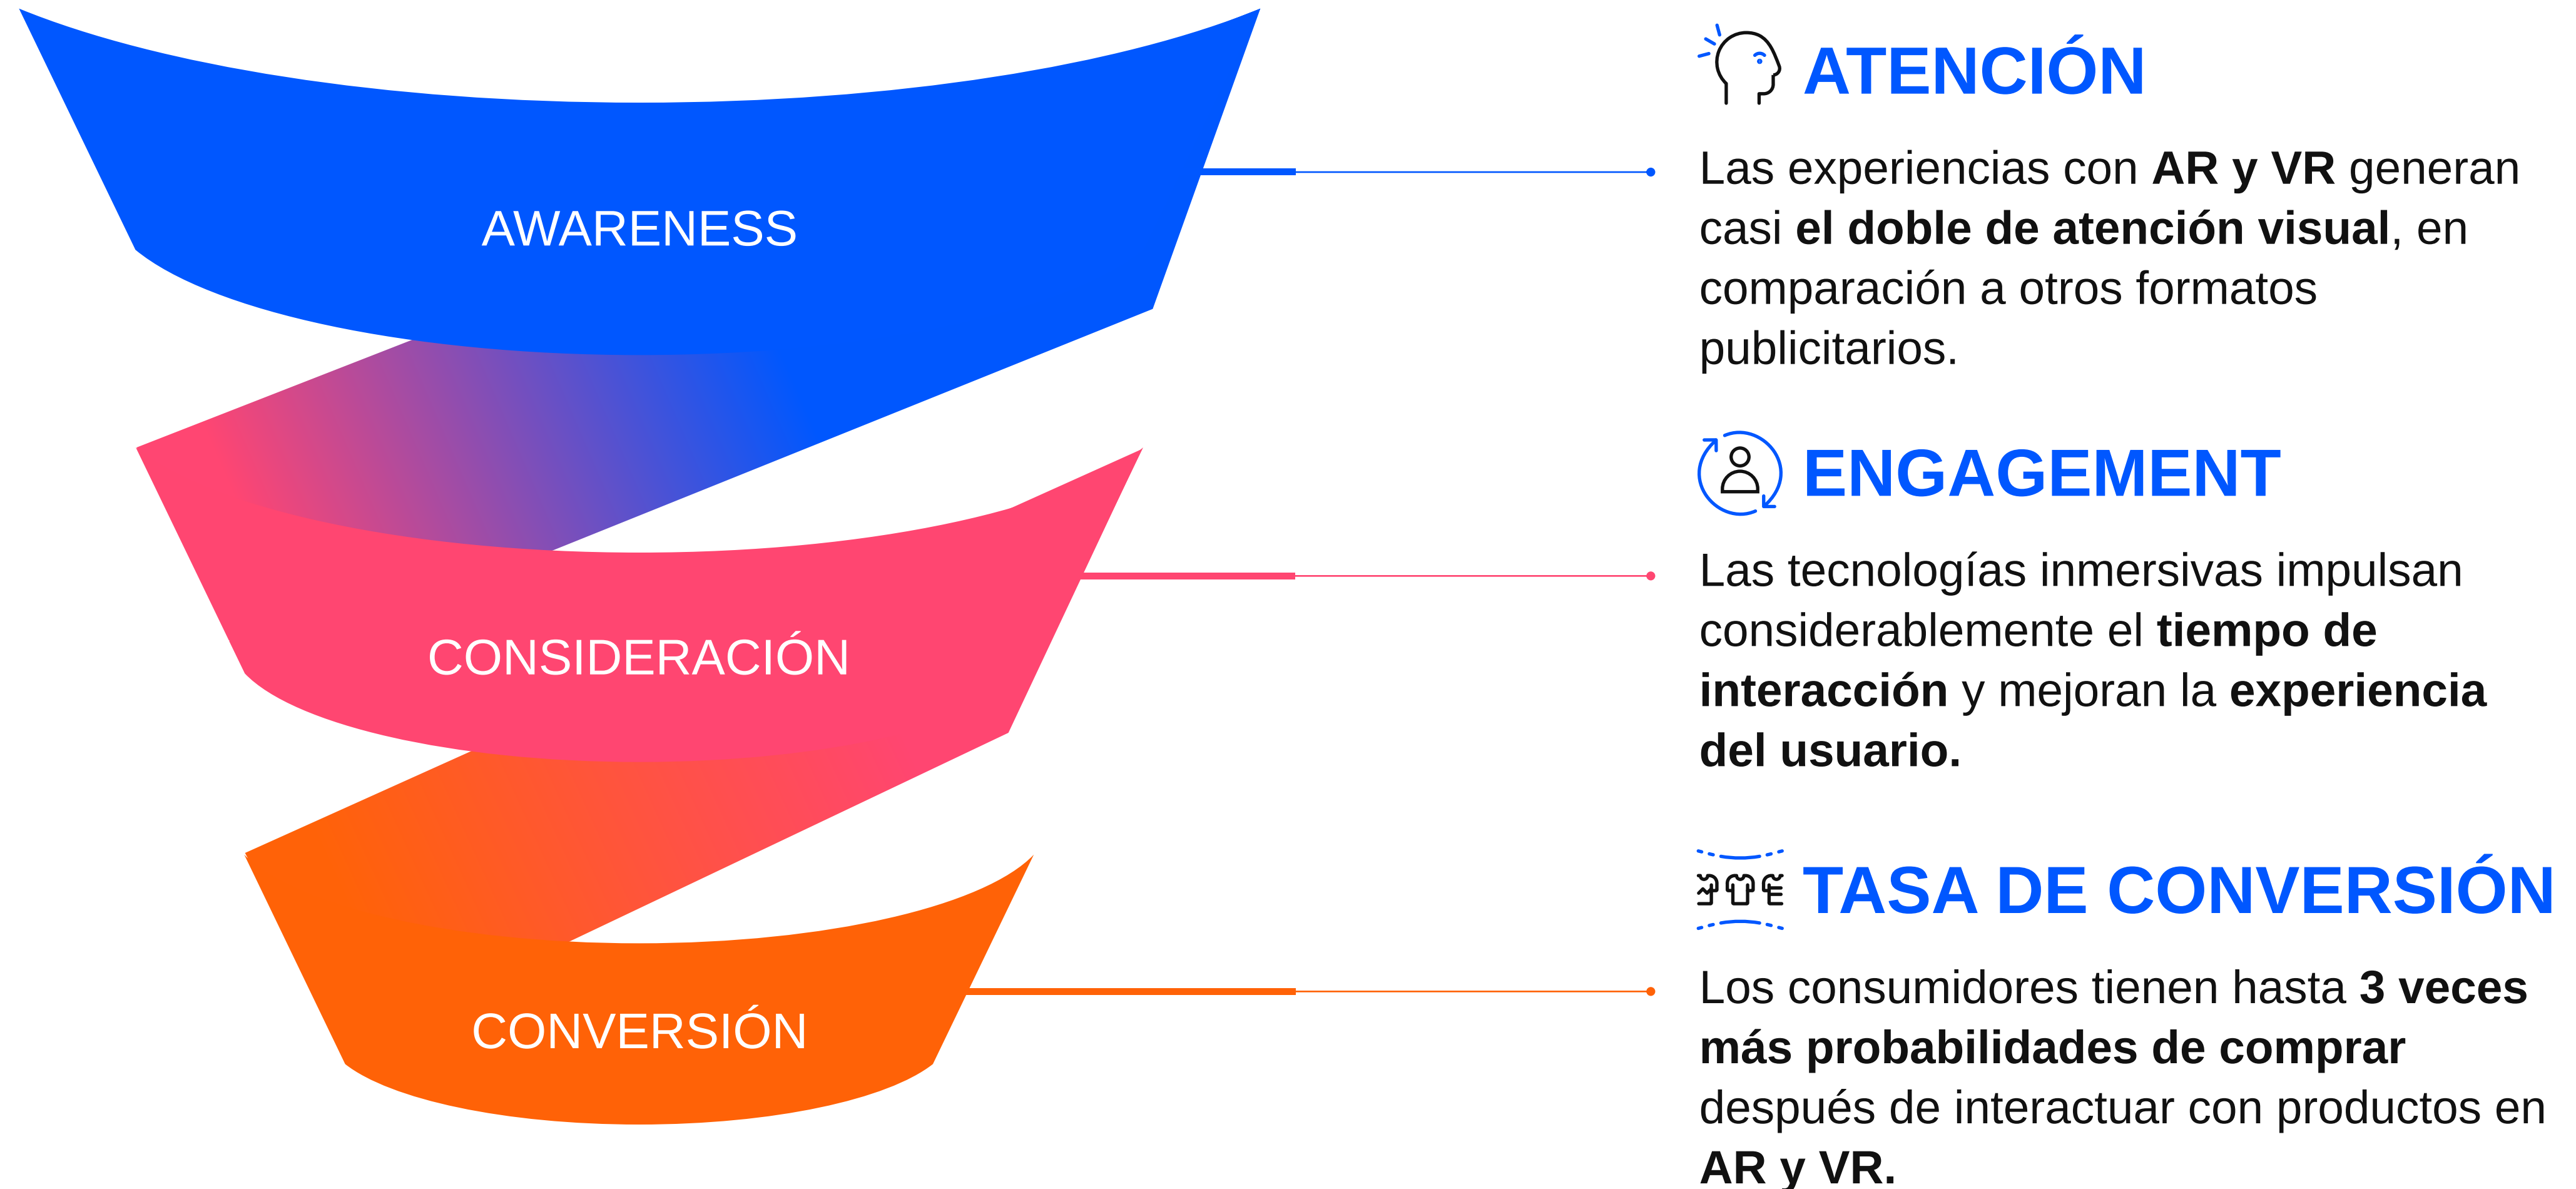 AWARENESS
CONSIDERACIÓN
CONVERSIÓN
ATENCIÓN
Las experiencias con AR y VR generan
casi el doble de atención visual, en
comparación a otros formatos
publicitarios.
ENGAGEMENT
Las tecnologías inmersivas impulsan
considerablemente el tiempo de
interacción y mejoran la experiencia
del usuario.
TASA DE CONVERSIÓN
Los consumidores tienen hasta 3 veces
más probabilidades de comprar
después de interactuar con productos en
AR y VR.